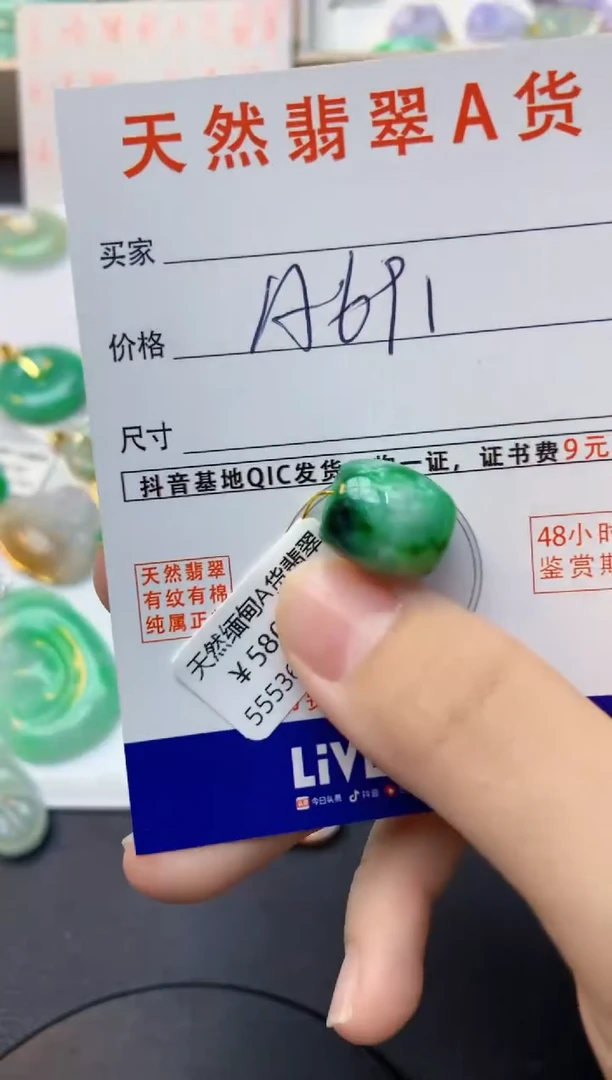 天然翡翠A货
买家
价格 A691
尺寸
抖音基地QIC发货 一证，证书费9元
天然翡翠
有纹有棉
纯属正
48小时
鉴赏期
天然缅甸A货翡翠
¥580
5553
LiVE
今日头条 抖音